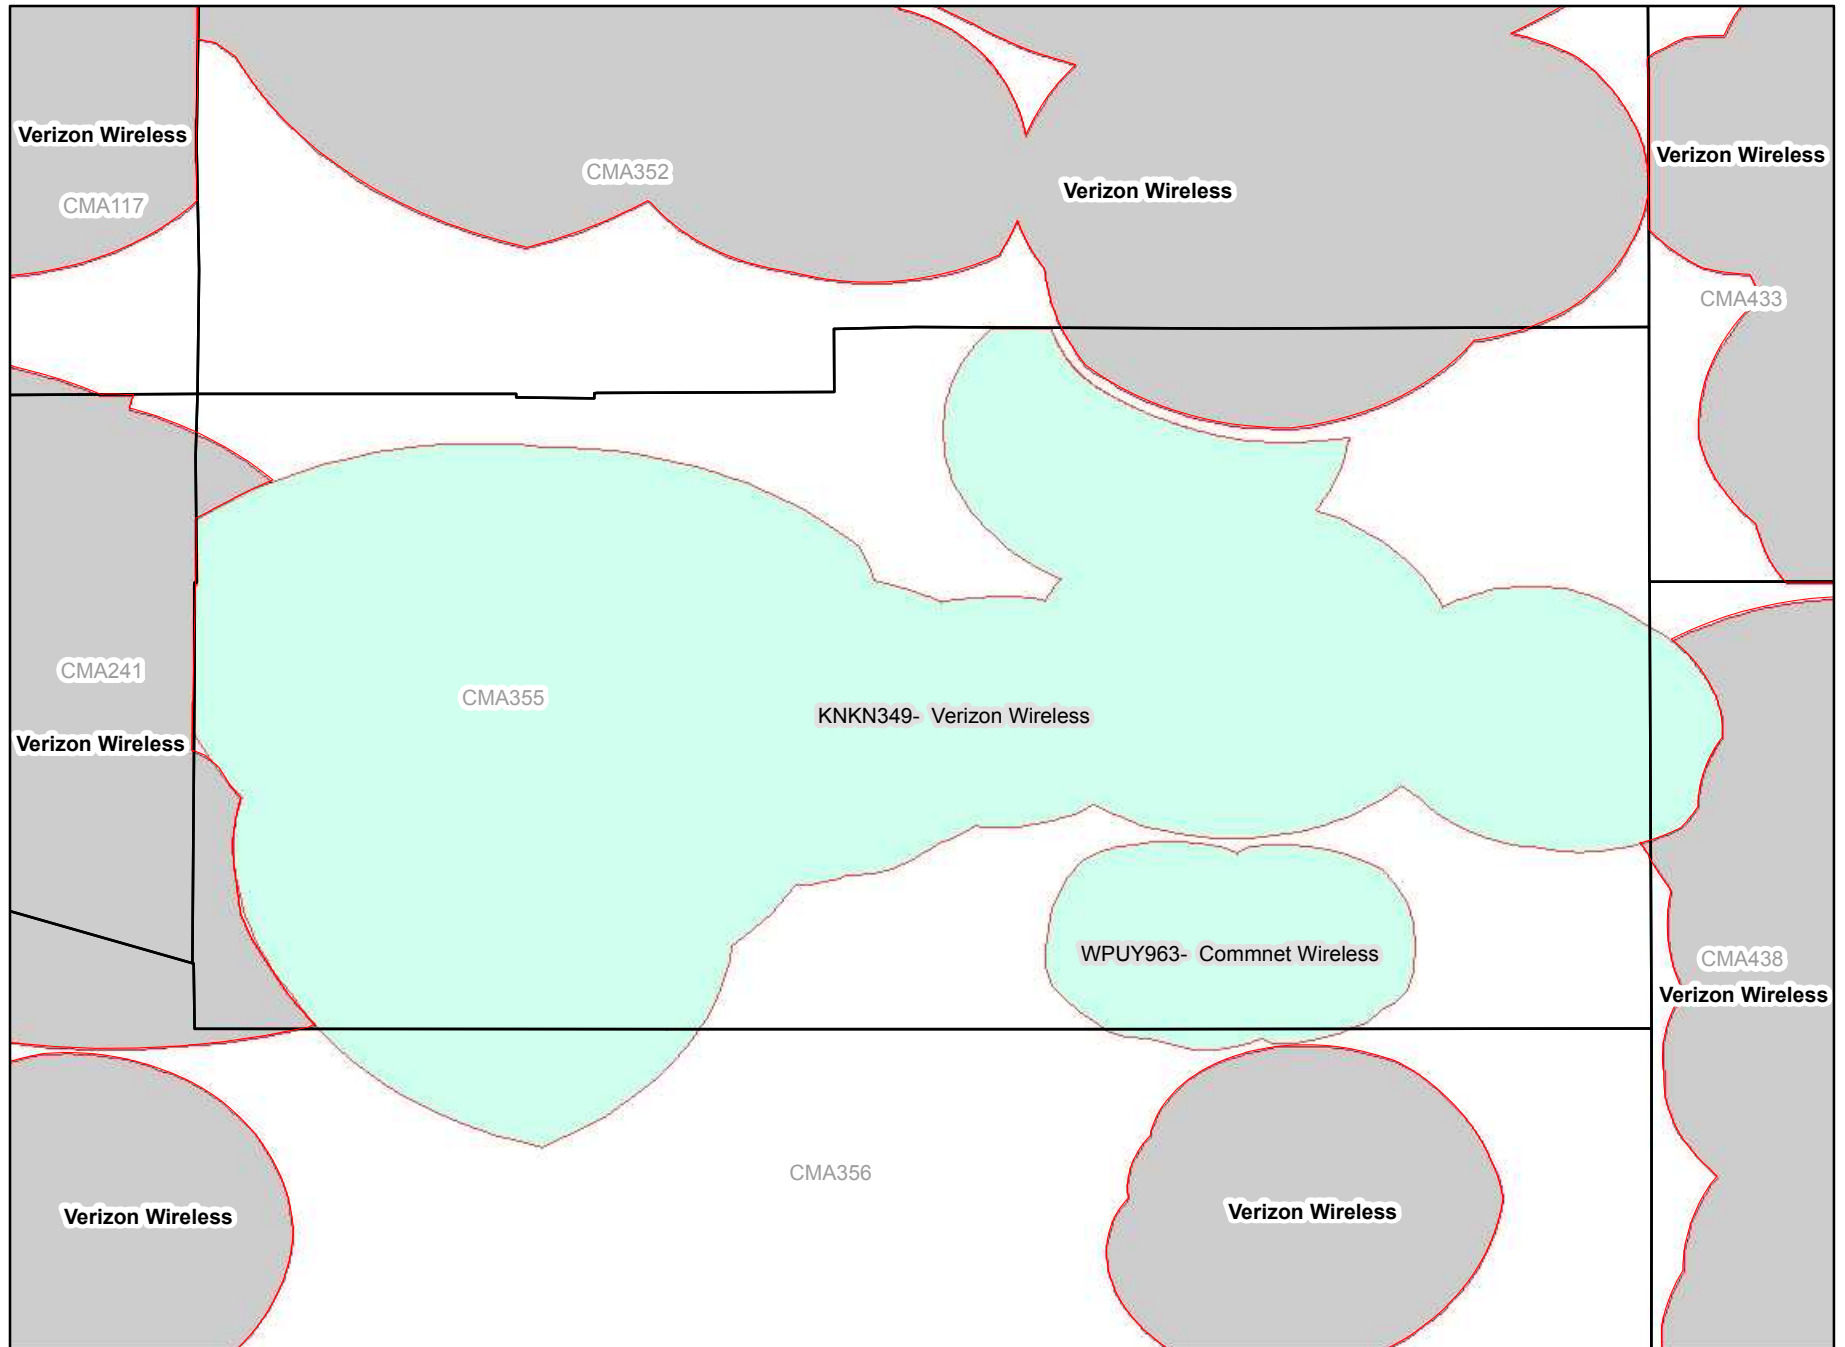 Verizon Wireless
CMA117
CMA352
Verizon Wireless
Verizon Wireless
CMA433
CMA241
Verizon Wireless
CMA355
KNKN349-  Verizon Wireless
WPUY963-  Commnet Wireless
CMA438
Verizon Wireless
CMA356
Verizon Wireless
Verizon Wireless